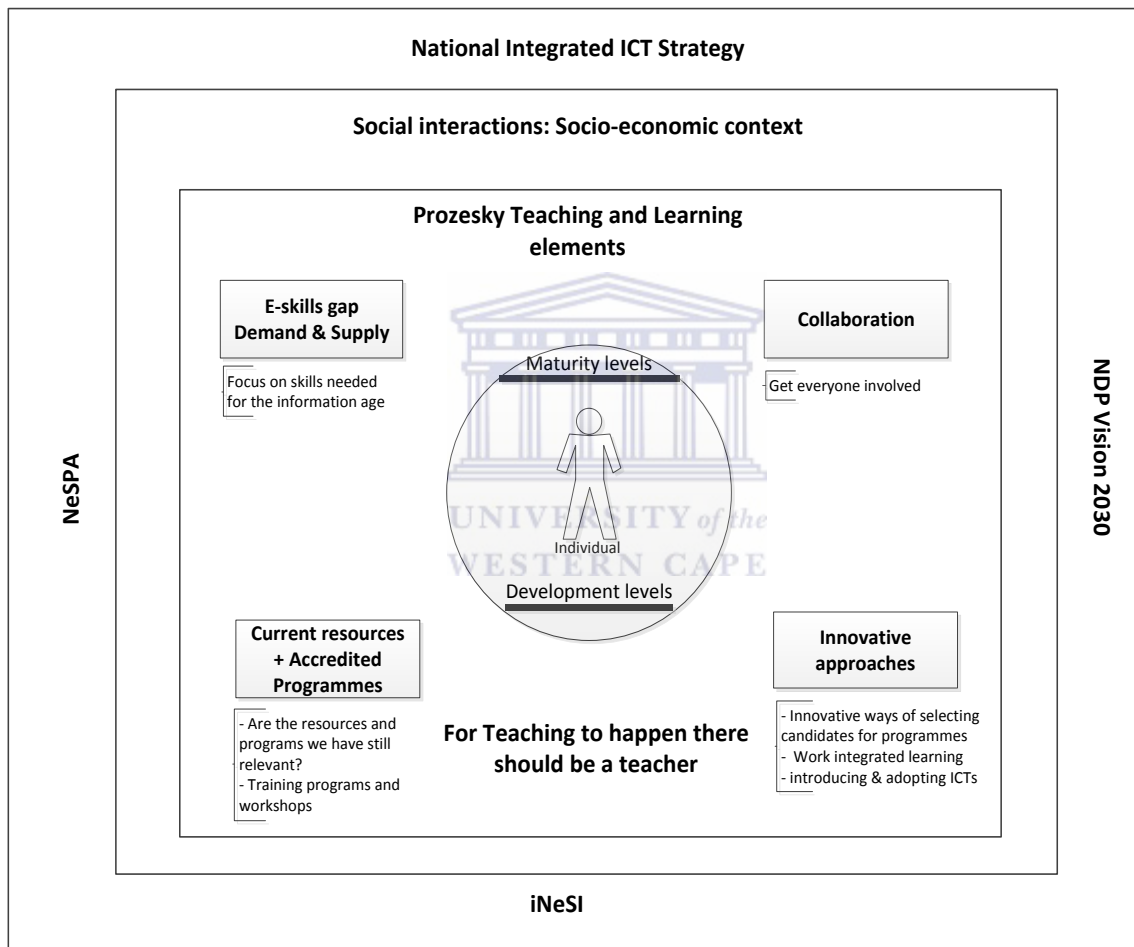 National Integrated ICT Strategy
Social interactions: Socio-economic context
Prozesky Teaching and Learning
elements
E-skills gap
Demand & Supply
Focus on skills needed
for the information age
Collaboration
Get everyone involved
Maturity levels
UNIVERSITY of the
Individual
WESTERN CAPE
Development levels
NeSPA
NDP Vision 2030
Current resources
+ Accredited
Programmes
- Are the resources and
programs we have still
relevant?
- Training programs and
workshops
For Teaching to happen there
should be a teacher
Innovative
approaches
- Innovative ways of selecting
candidates for programmes
- Work integrated learning
- introducing & adopting ICTs
iNeSI